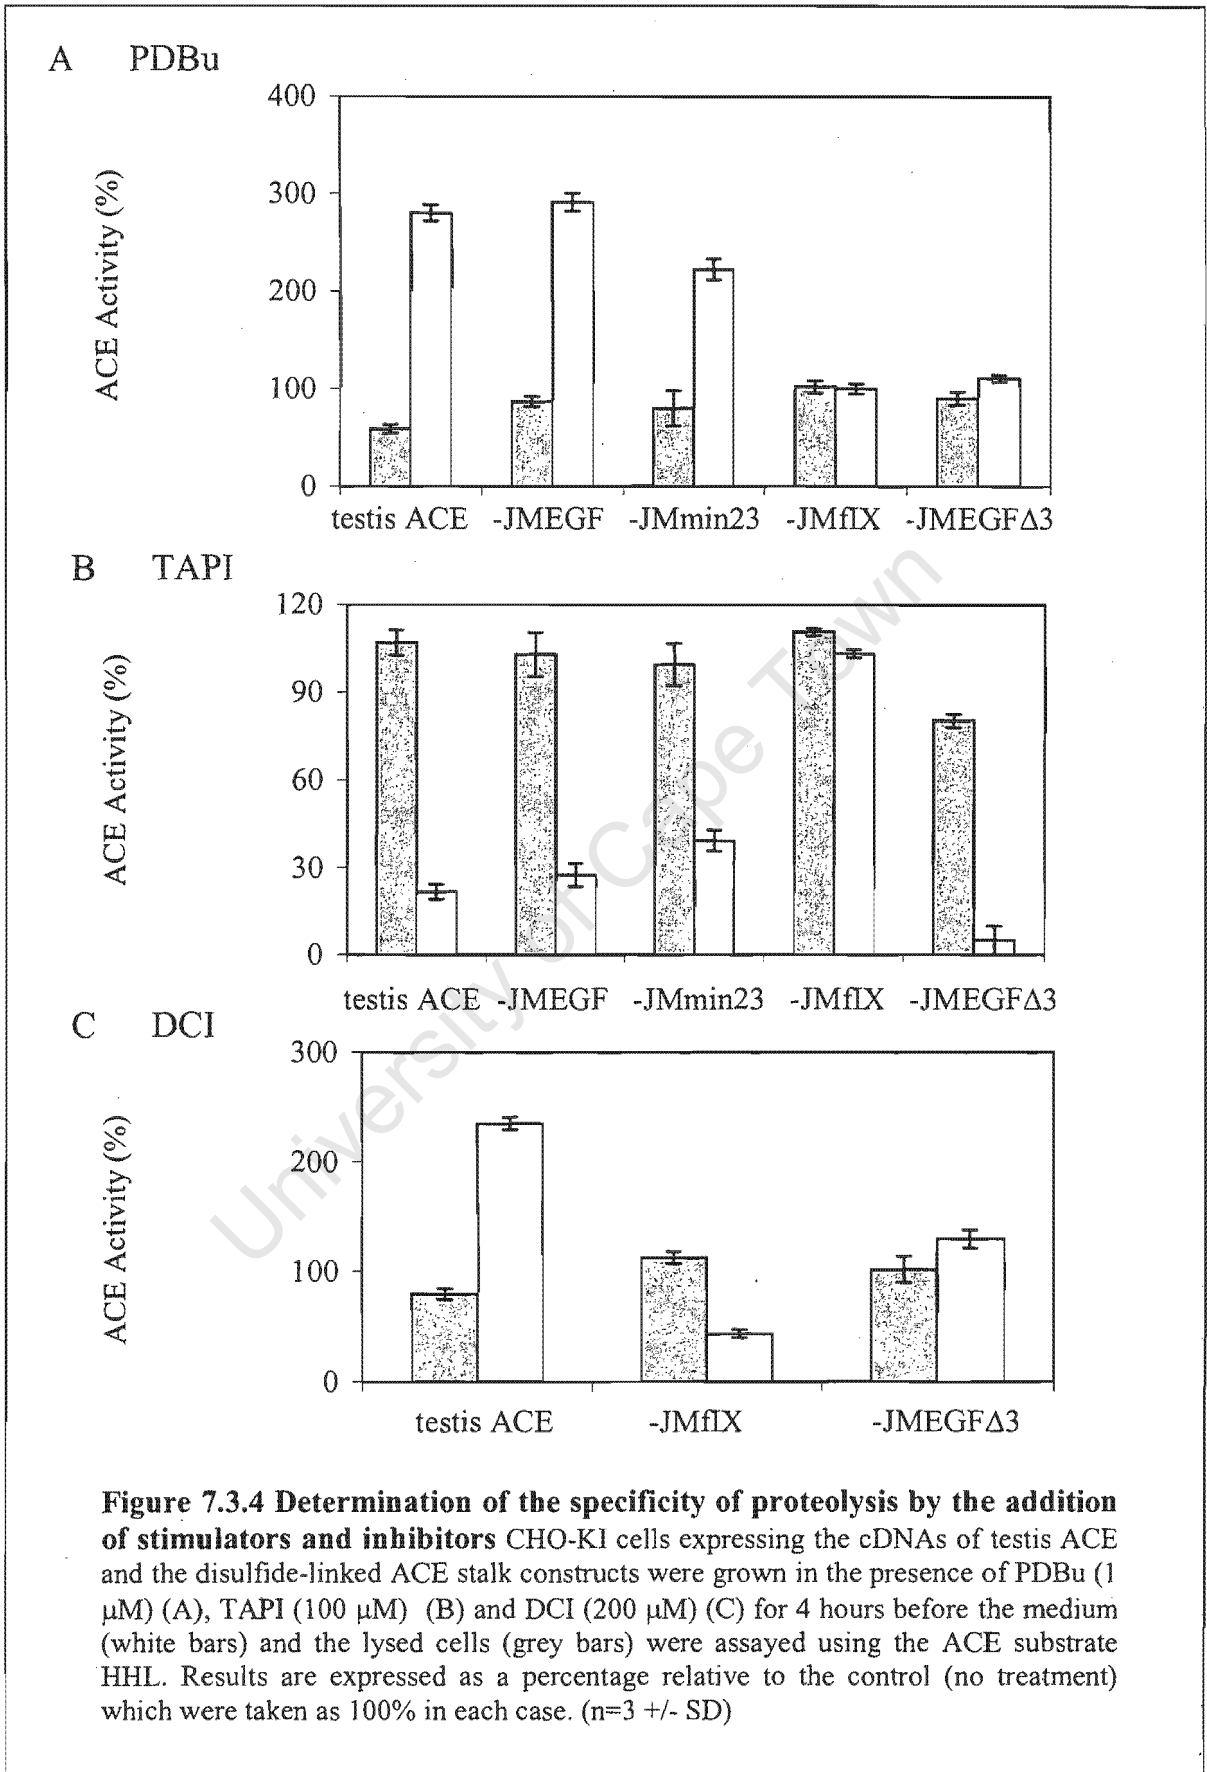 A PDBu
400
300
200
100
0
ACE Activity (%)
testis ACE -JMEGF -JMmin23 -JMfIX -JMEGFΔ3
B TAPI
120
90
60
30
0
ACE Activity (%)
testis ACE -JMEGF -JMmin23 -JMfIX -JMEGFΔ3
C DCI
300
200
100
0
ACE Activity (%)
testis ACE -JMfIX -JMEGFΔ3
University of Cape Town
Figure 7.3.4 Determination of the specificity of proteolysis by the addition
of stimulators and inhibitors CHO-K1 cells expressing the cDNAs of testis ACE
and the disulfide-linked ACE stalk constructs were grown in the presence of PDBu (1
µM) (A), TAPI (100 µM) (B) and DCI (200 µM) (C) for 4 hours before the medium
(white bars) and the lysed cells (grey bars) were assayed using the ACE substrate
HHL. Results are expressed as a percentage relative to the control (no treatment)
which were taken as 100% in each case. (n=3 +/- SD)